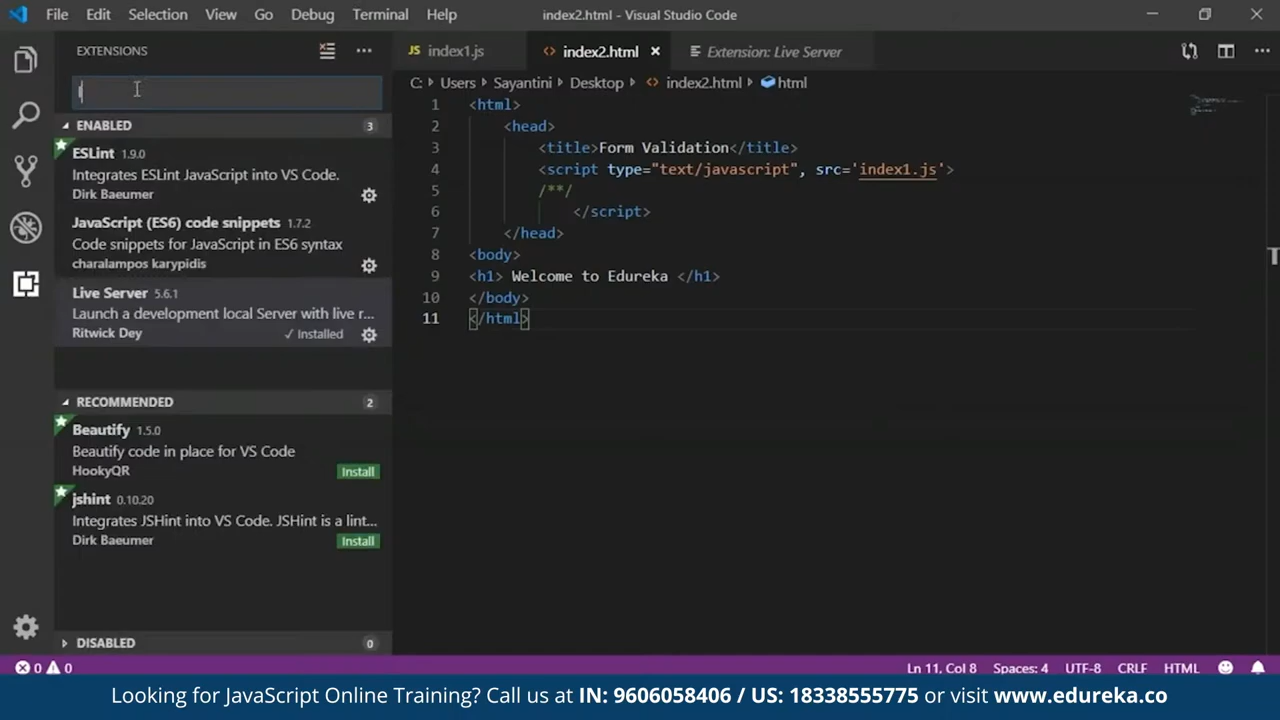 File Edit Selection View Go Debug Terminal Help index2.html - Visual Studio Code
EXTENSIONS
ENABLED 3
ESLint 1.9.0
Integrates ESLint JavaScript into VS Code.
Dirk Baeumer
JavaScript (ES6) code snippets 1.7.2
Code snippets for JavaScript in ES6 syntax
charalampos karypidis
Live Server 5.6.1
Launch a development local Server with live r...
Ritwick Dey ✓ Installed
RECOMMENDED 2
Beautify 1.5.0
Beautify code in place for VS Code
HookyQR Install
jshint 0.10.20
Integrates JSHint into VS Code. JSHint is a lint...
Dirk Baeumer Install
DISABLED 0
index1.js index2.html Extension: Live Server
C: Users Sayantini Desktop index2.html html
1 <html>
2 <head>
3 <title>Form Validation</title>
4 <script type="text/javascript", src='index1.js'>
5 /**/
6 </script>
7 </head>
8 <body>
9 <h1> Welcome to Edureka </h1>
10 </body>
11 </html>
0 0 Ln 11, Col 8 Spaces: 4 UTF-8 CRLF HTML
Looking for JavaScript Online Training? Call us at IN: 9606058406 / US: 18338555775 or visit www.edureka.co